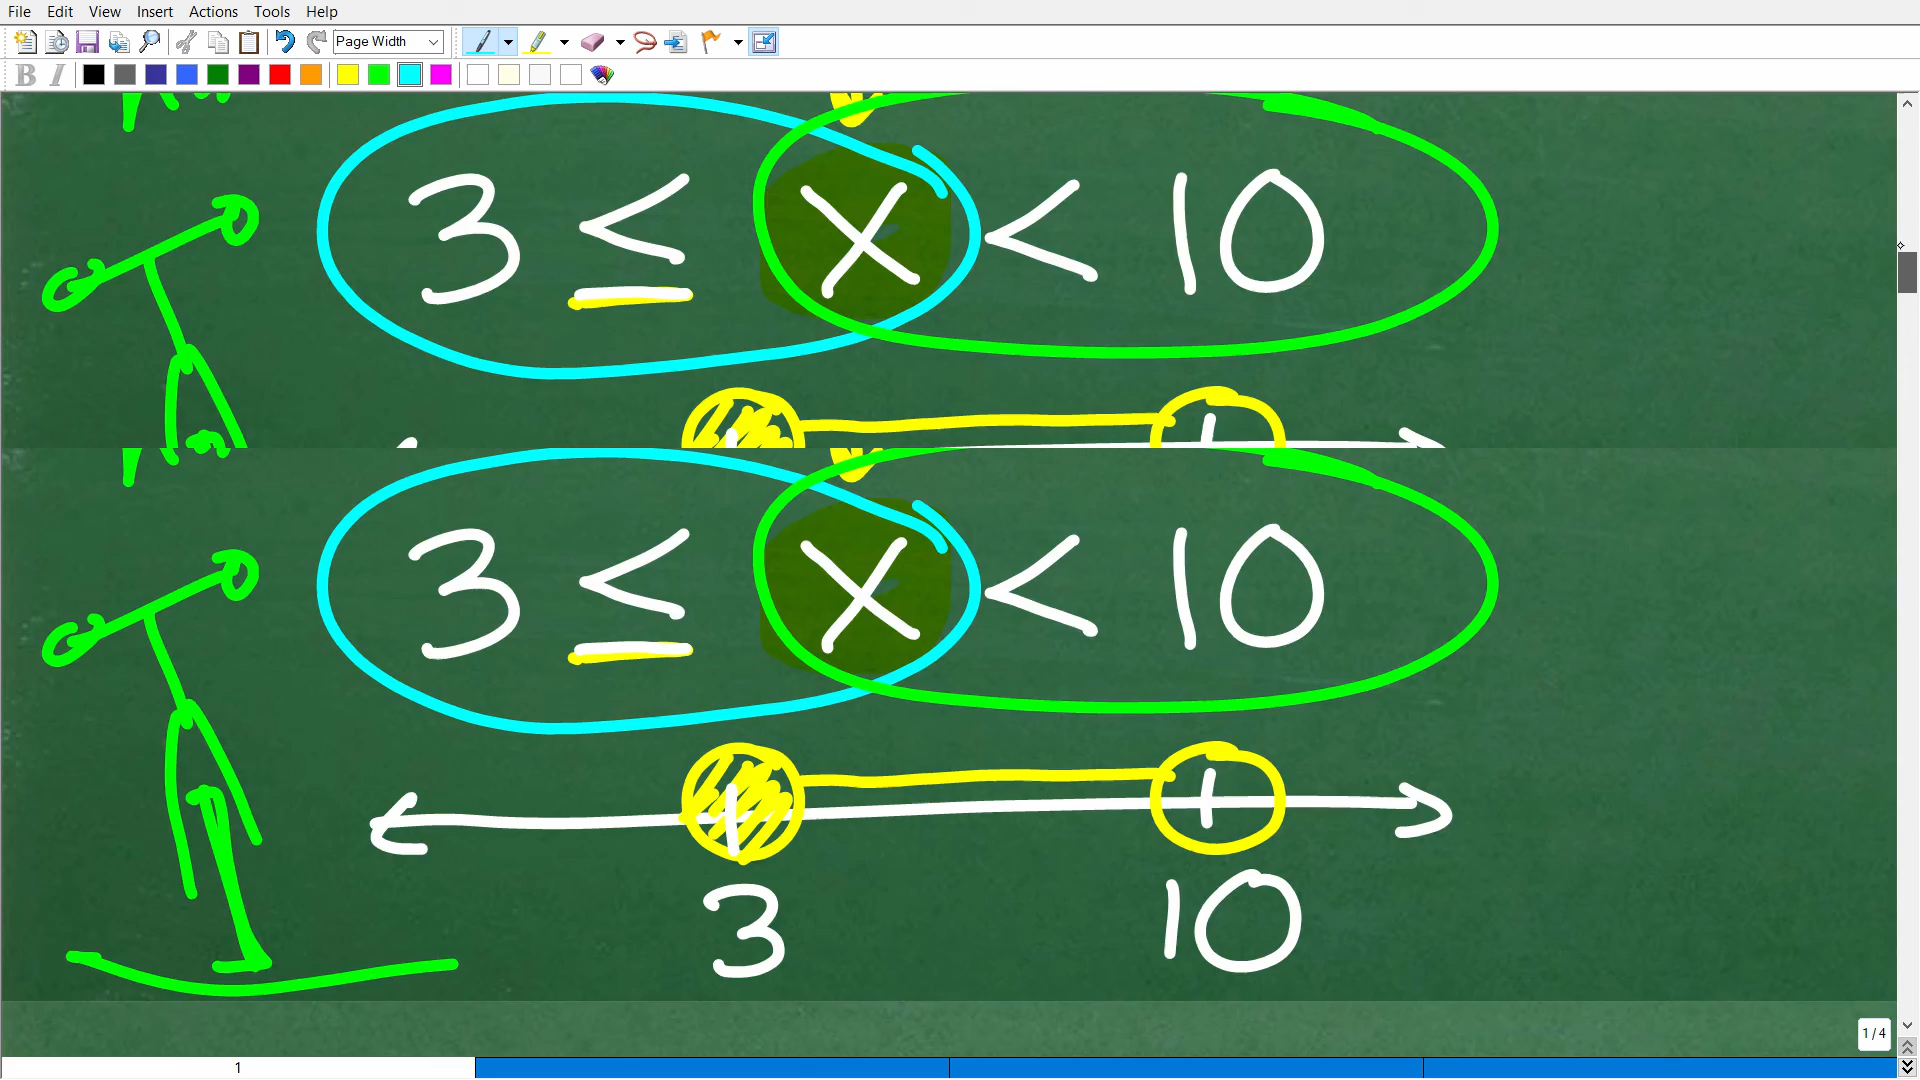 File Edit View Insert Actions Tools Help
Page Width
B I
3 ≤ x < 10
3 ≤ x < 10
3 10
1 / 4
1